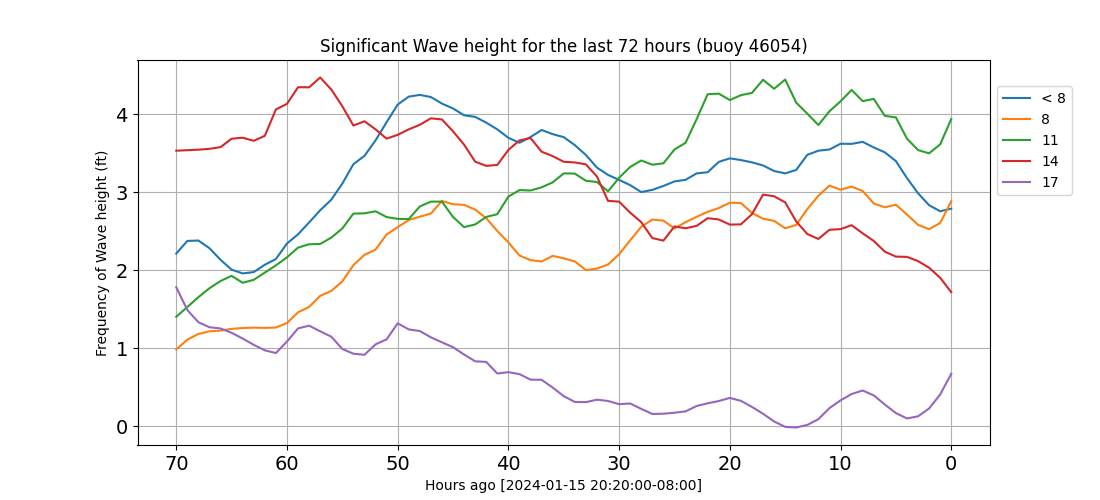 Significant Wave height for the last 72 hours (buoy 46054)
Frequency of Wave height (ft)
4
3
2
1
0
70 60 50 40 30 20 10 0
Hours ago [2024-01-15 20:20:00-08:00]
< 8
8
11
14
17